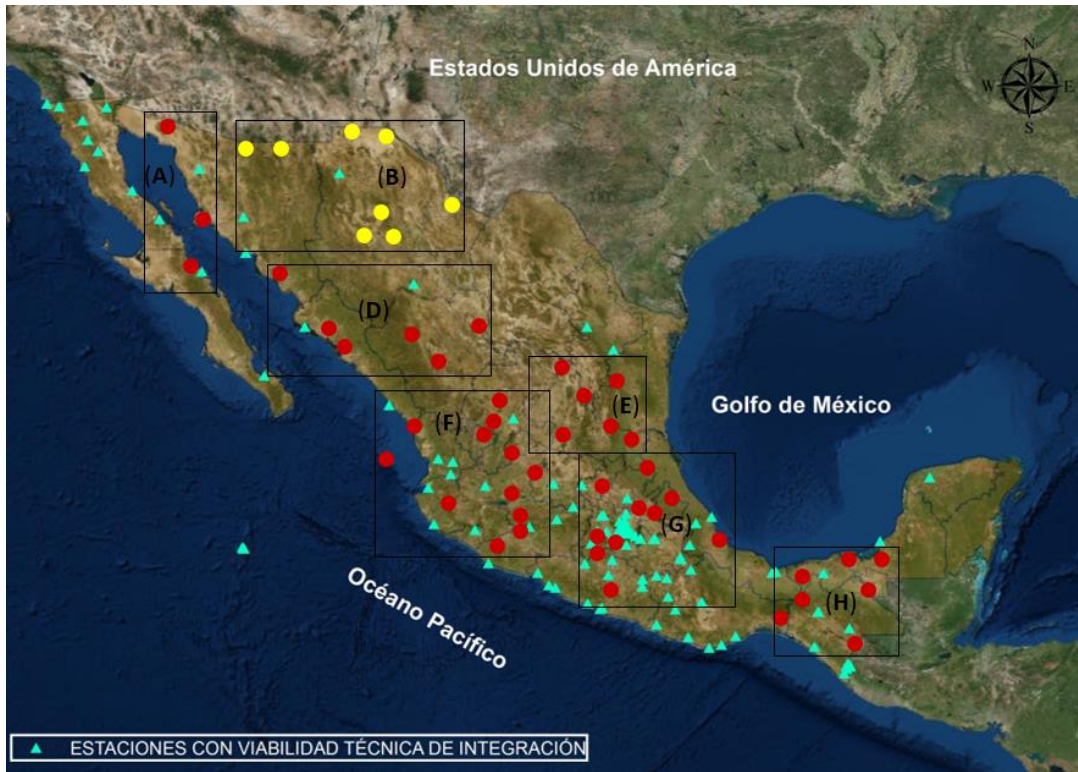 Estados Unidos de América
N
W E
S
(A)
(B)
(D)
(E)
Golfo de México
(F)
(G)
Océano Pacífico
(H)
ESTACIONES CON VIABILIDAD TÉCNICA DE INTEGRACIÓN